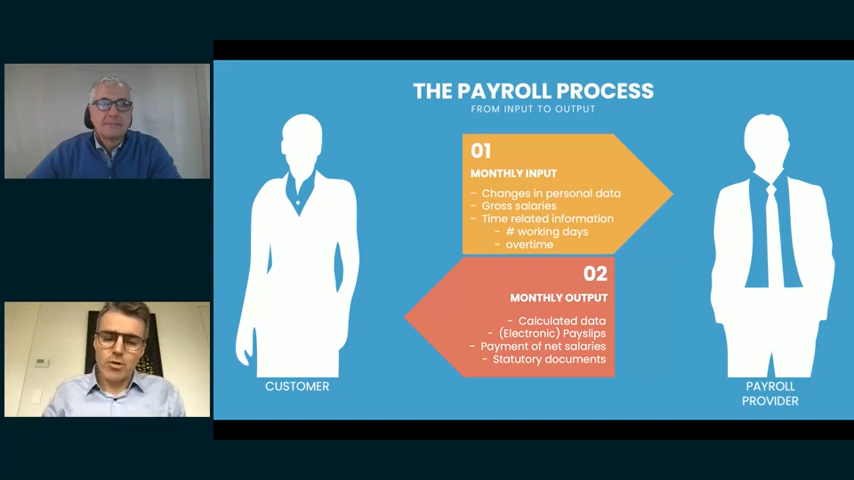 THE PAYROLL PROCESS
FROM INPUT TO OUTPUT
01
MONTHLY INPUT
- Changes in personal data
- Gross salaries
- Time related information
- # working days
- overtime
02
MONTHLY OUTPUT
- Calculated data
- (Electronic) Payslips
- Payment of net salaries
- Statutory documents
CUSTOMER
PAYROLL
PROVIDER